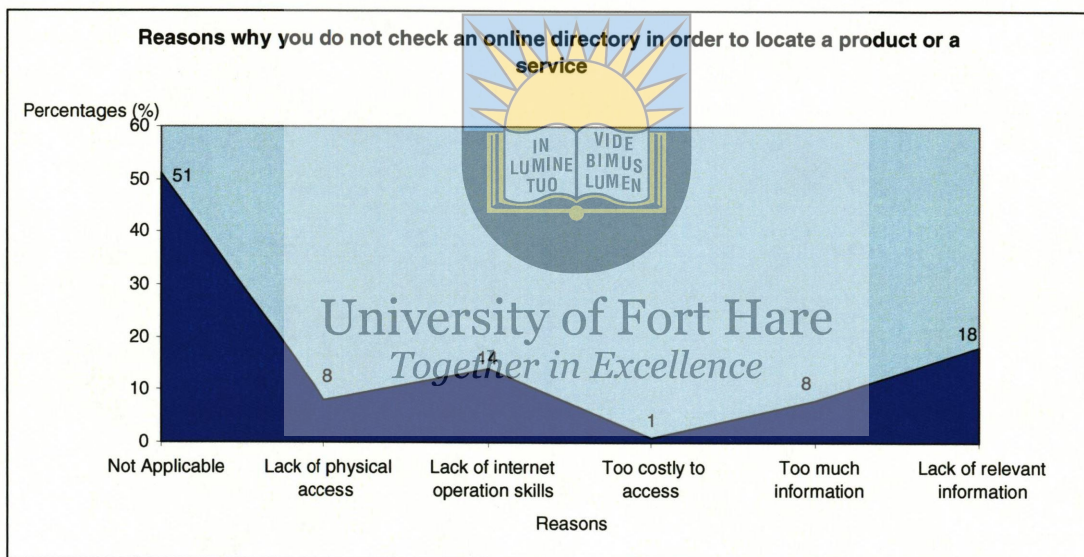 Reasons why you do not check an online directory in order to locate a product or a
service
Percentages (%)
60
50
40
30
20
10
0
51
8
14
1
8
18
IN
LUMINE
TUO
VIDE
BIMUS
LUMEN
University of Fort Hare
Together in Excellence
Not Applicable
Lack of physical
access
Lack of internet
operation skills
Too costly to
access
Too much
information
Lack of relevant
information
Reasons